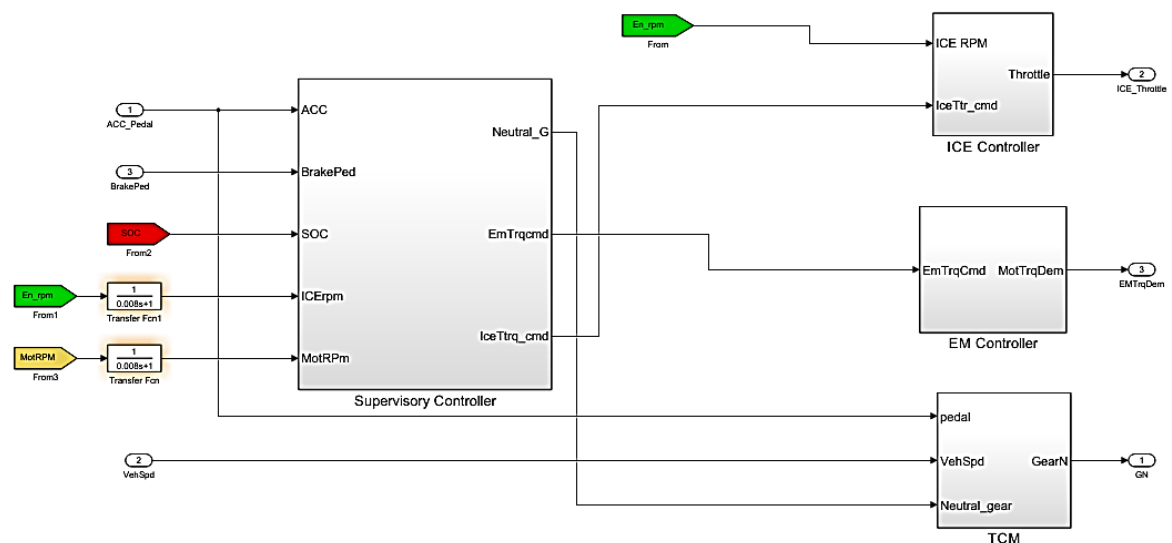 En_rpm
From
ICE RPM
IceTtr_cmd
Throttle
ICE Controller
2
ICE_Throttle
1
ACC_Pedal
3
BrakePed
SOC
From2
En_rpm
From1
1
0.008s+1
Transfer Fcn1
MotRPM
From3
1
0.008s+1
Transfer Fcn
ACC
BrakePed
SOC
ICErpm
MotRPm
Neutral_G
EmTrqcmd
IceTtrq_cmd
Supervisory Controller
EmTrqCmd
MotTrqDem
EM Controller
3
EMTrqDem
2
VehSpd
pedal
VehSpd
Neutral_gear
GearN
TCM
1
GN